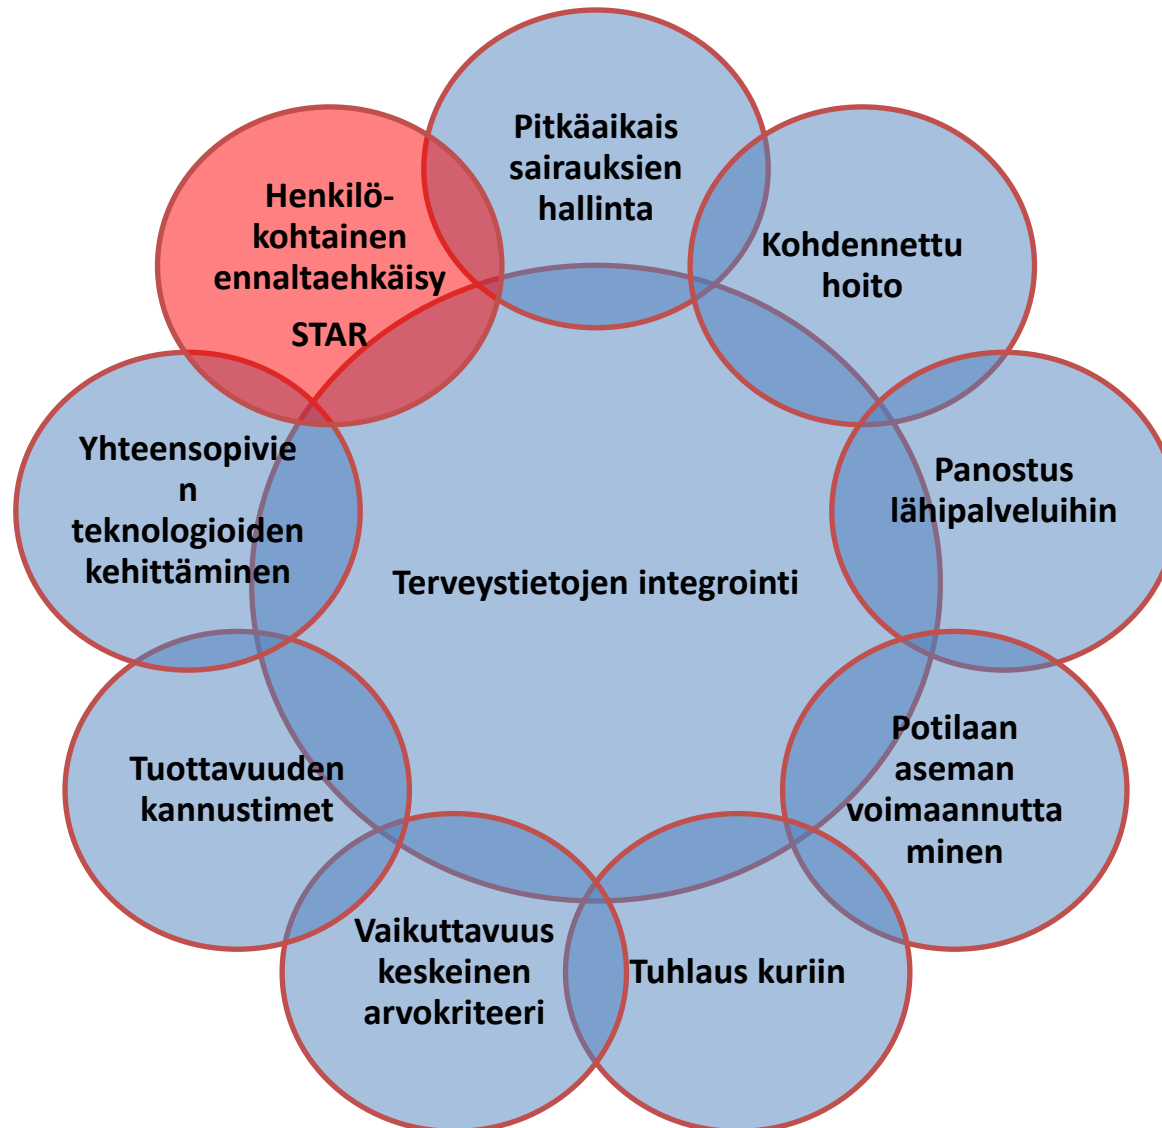 Pitkäaikais
sairauksien
hallinta
Kohdennettu
hoito
Panostus
lähipalveluihin
Potilaan
aseman
voimaannutta
minen
Tuhlaus kuriin
Vaikuttavuus
keskeinen
arvokriteeri
Tuottavuuden
kannustimet
Yhteensopivie
n
teknologioiden
kehittäminen
Henkilö-
kohtainen
ennaltaehkäisy
STAR
Terveystietojen integrointi